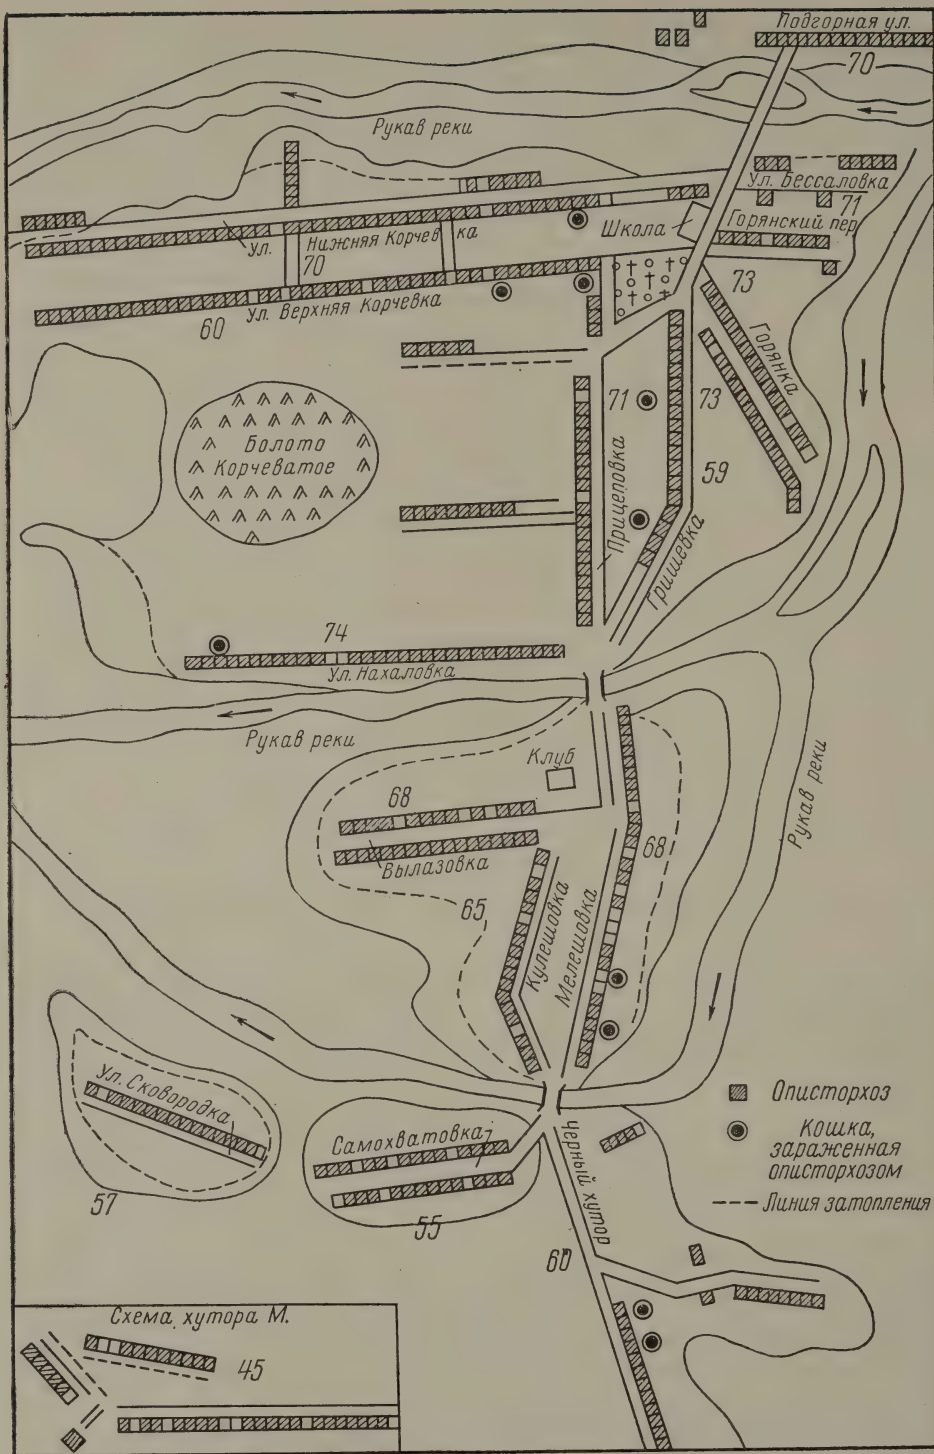 Подгорная ул.
70
Рукав реки
Ул. Бессаловка
71
Школа
Горянский пер
Ул. Нижняя Корчевка
70
73
Ул. Верхняя Корчевка
60
Горянка
Болото
Корчеватое
71
73
59
Прицеповка
Гришевка
74
Ул. Нахаловка
Рукав реки
Клуб
Рукав реки
68
68
Вылазовка
65
Кулешовка
Мелешовка
Ул. Сковородка
57
Самохватовка
55
Черный хутор
60
Описторхоз
Кошка,
зараженная
описторхозом
Линия затопления
Схема хутора М.
45